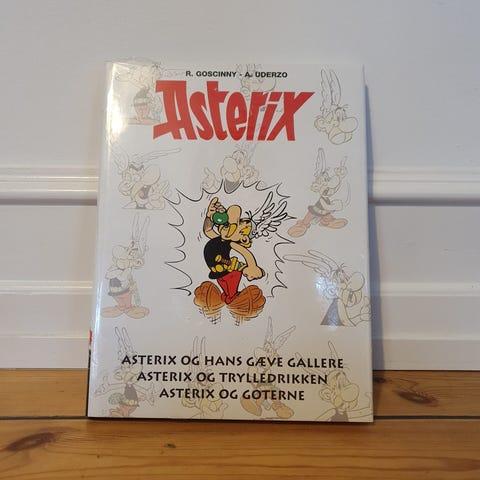 R. GOSCINNY - A. UDERZO
Asterix
ASTERIX OG HANS GÆVE GALLERE
ASTERIX OG TRYLLEDRIKKEN
ASTERIX OG GOTERNE